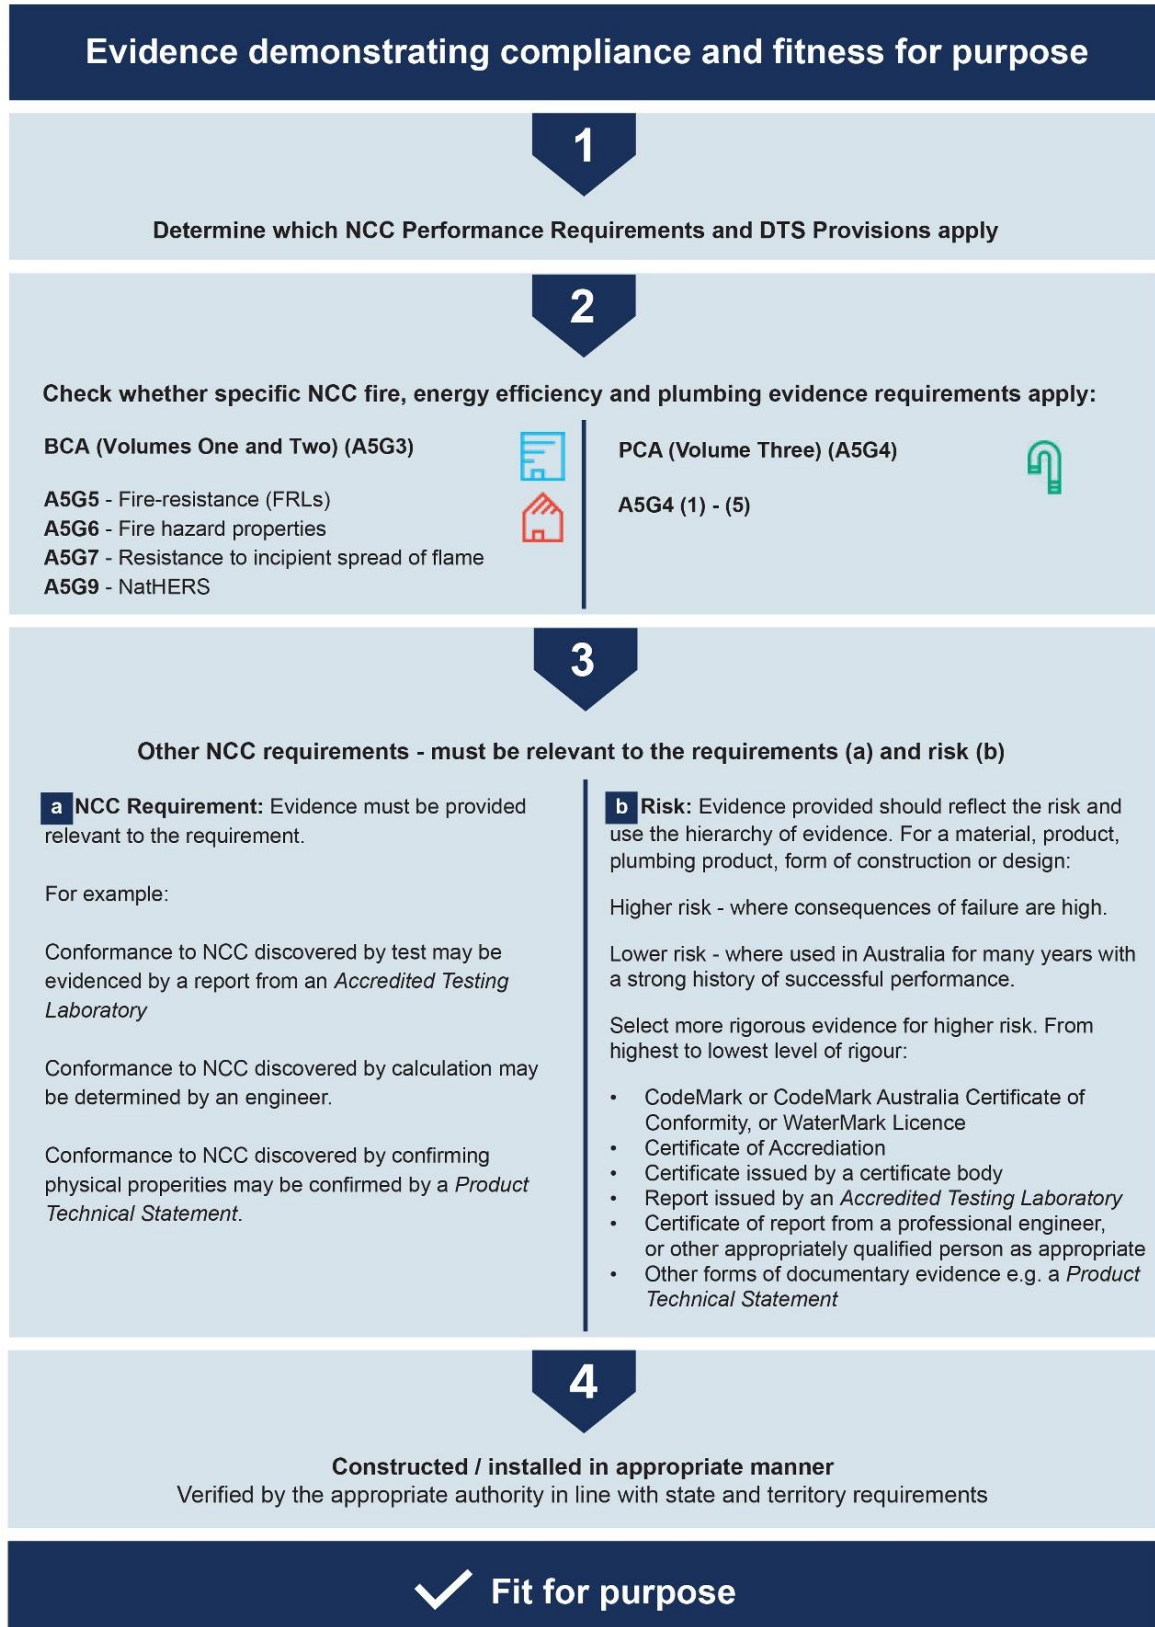 Evidence demonstrating compliance and fitness for purpose
1
Determine which NCC Performance Requirements and DTS Provisions apply
2
Check whether specific NCC fire, energy efficiency and plumbing evidence requirements apply:
BCA (Volumes One and Two) (A5G3)
A5G5 - Fire-resistance (FRLs)
A5G6 - Fire hazard properties
A5G7 - Resistance to incipient spread of flame
A5G9 - NatHERS
PCA (Volume Three) (A5G4)
A5G4 (1) - (5)
3
Other NCC requirements - must be relevant to the requirements (a) and risk (b)
a NCC Requirement: Evidence must be provided
relevant to the requirement.
For example:
Conformance to NCC discovered by test may be
evidenced by a report from an Accredited Testing
Laboratory
Conformance to NCC discovered by calculation may
be determined by an engineer.
Conformance to NCC discovered by confirming
physical properities may be confirmed by a Product
Technical Statement.
b Risk: Evidence provided should reflect the risk and
use the hierarchy of evidence. For a material, product,
plumbing product, form of construction or design:
Higher risk - where consequences of failure are high.
Lower risk - where used in Australia for many years with
a strong history of successful performance.
Select more rigorous evidence for higher risk. From
highest to lowest level of rigour:
• CodeMark or CodeMark Australia Certificate of
Conformity, or WaterMark Licence
• Certificate of Accrediation
• Certificate issued by a certificate body
• Report issued by an Accredited Testing Laboratory
• Certificate of report from a professional engineer,
or other appropriately qualified person as appropriate
• Other forms of documentary evidence e.g. a Product
Technical Statement
4
Constructed / installed in appropriate manner
Verified by the appropriate authority in line with state and territory requirements
Fit for purpose